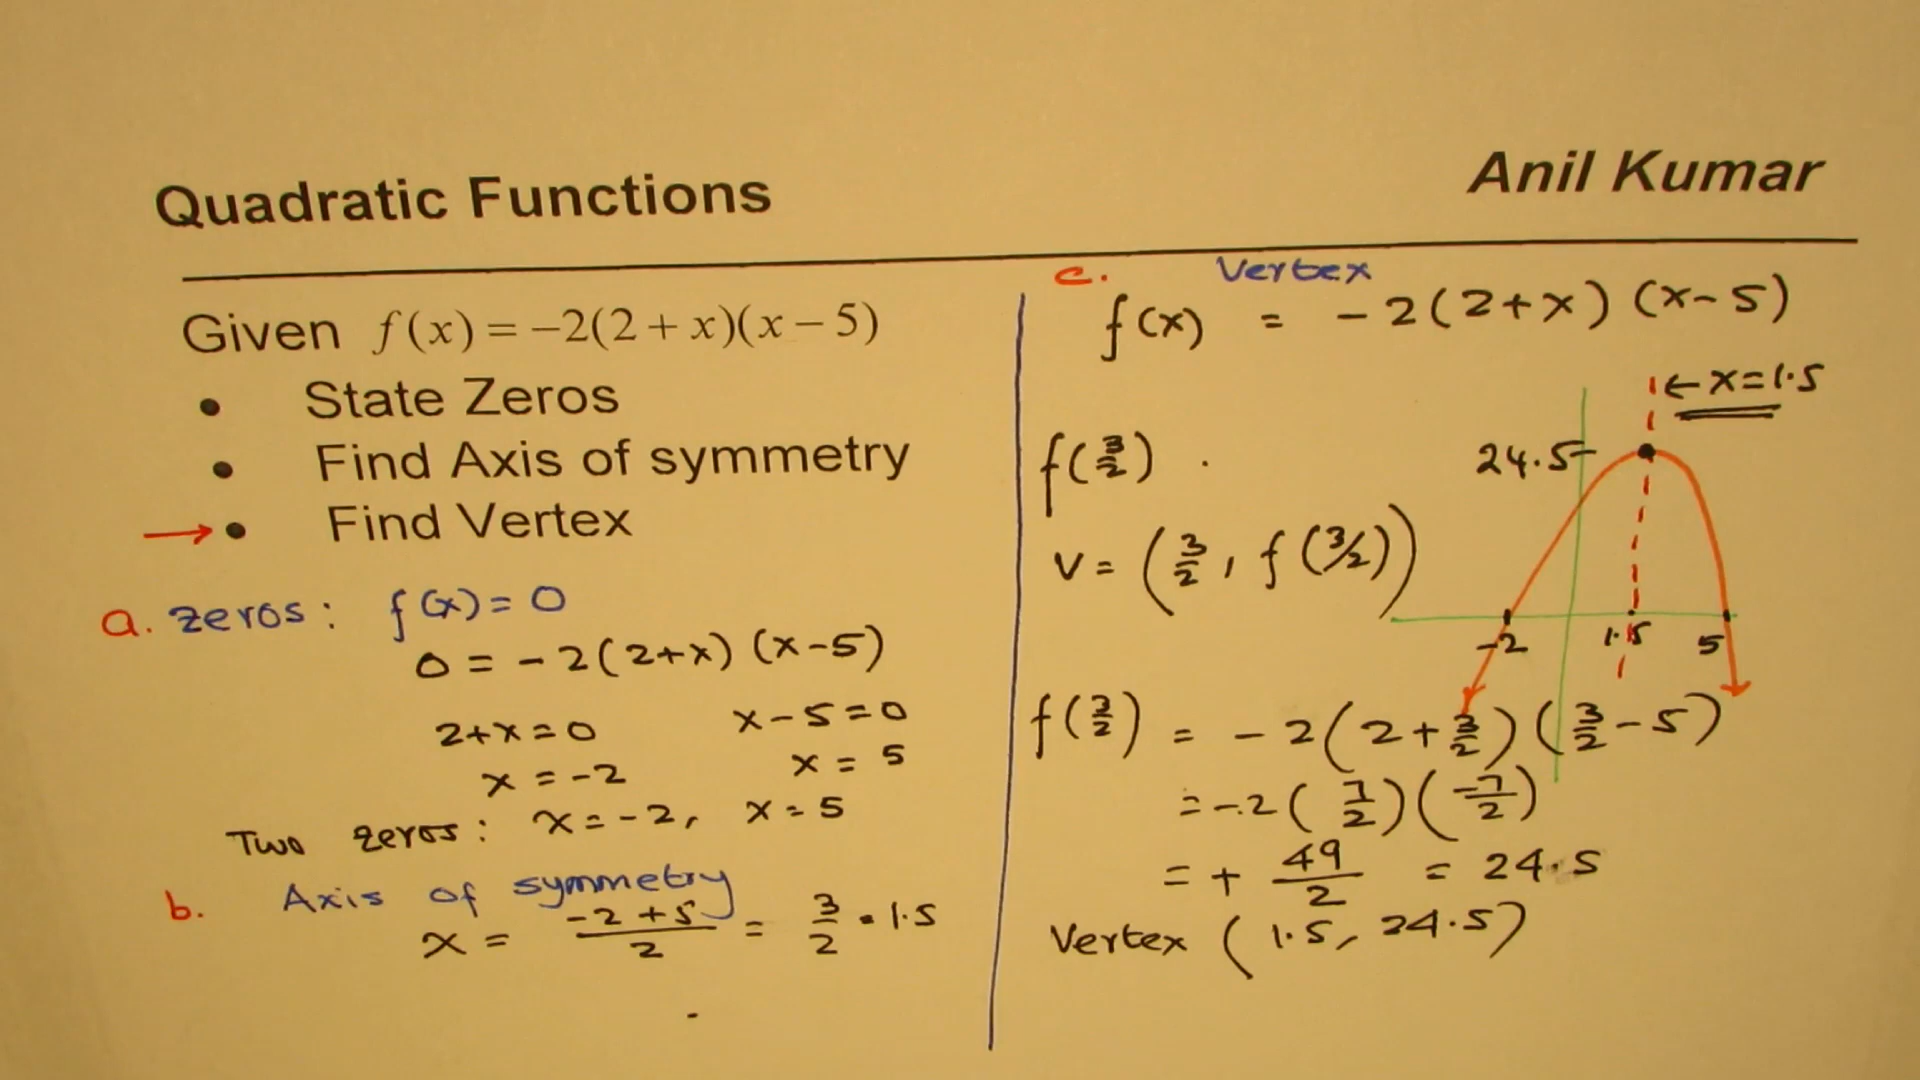 Quadratic Functions
Anil Kumar
Given f(x) = −2(2 + x)(x − 5)
• State Zeros
• Find Axis of symmetry
→ • Find Vertex
a. zeros: f(x) = 0
0 = -2(2+x)(x-5)
2+x=0 x-5=0
x = -2 x = 5
Two zeros: x = -2, x = 5
b. Axis of symmetry
x = (-2+5)/2 = 3/2 = 1.5
c. Vertex
f(x) = -2(2+x)(x-5)
← x=1.5
24.5
f(3/2)
V = (3/2, f(3/2))
-2 1.5 5
f(3/2) = -2(2+3/2)(3/2-5)
= -2(7/2)(-7/2)
= + 49/2 = 24.5
Vertex (1.5, 24.5)